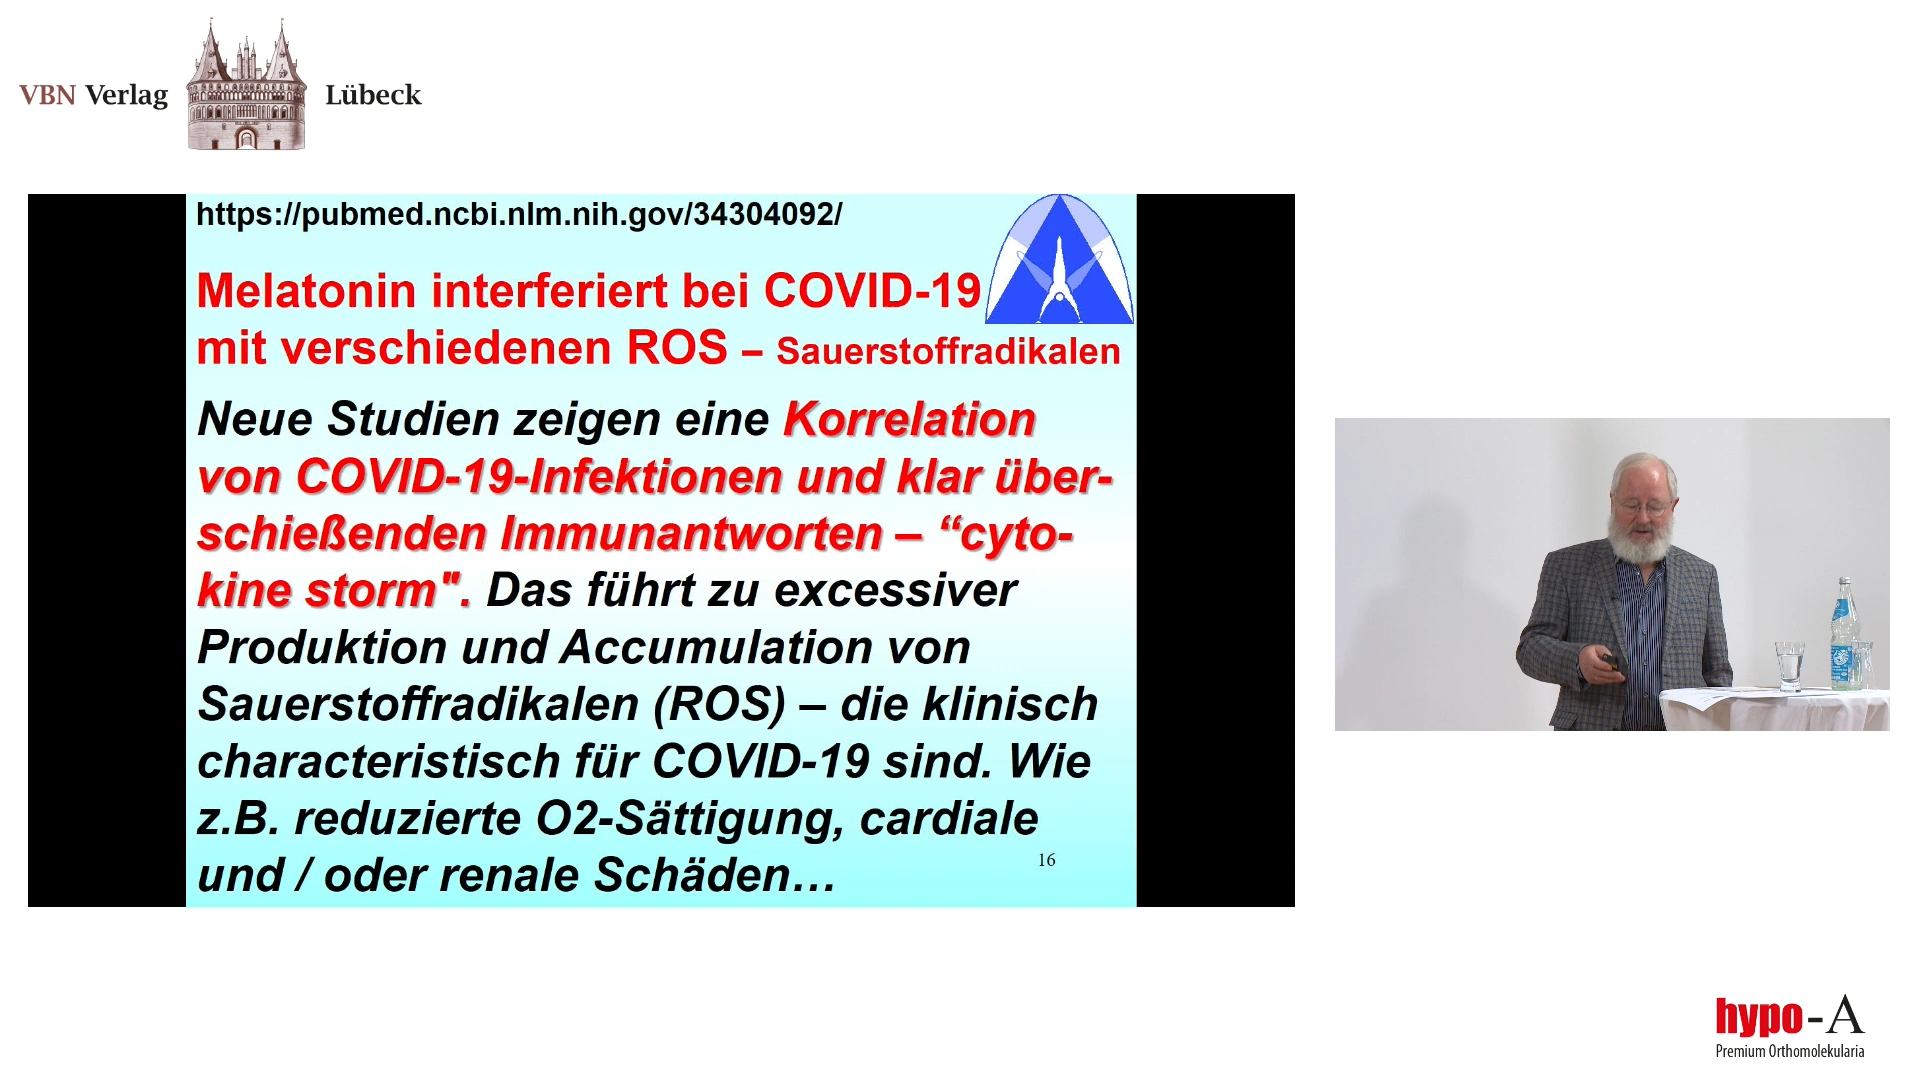 VBN Verlag Lübeck
https://pubmed.ncbi.nlm.nih.gov/34304092/
Melatonin interferiert bei COVID-19
mit verschiedenen ROS – Sauerstoffradikalen
Neue Studien zeigen eine Korrelation
von COVID-19-Infektionen und klar über-
schießenden Immunantworten – “cyto-
kine storm". Das führt zu excessiver
Produktion und Accumulation von
Sauerstoffradikalen (ROS) – die klinisch
characteristisch für COVID-19 sind. Wie
z.B. reduzierte O2-Sättigung, cardiale
und / oder renale Schäden...
16
hypo-A
Premium Orthomolekularia